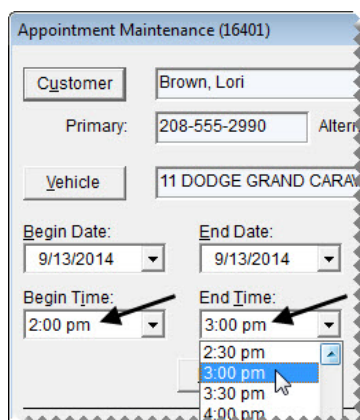 Appointment Maintenance (16401)
Customer Brown, Lori
Primary: 208-555-2990 Altern
Vehicle 11 DODGE GRAND CARAV
Begin Date: End Date:
9/13/2014 9/13/2014
Begin Time: End Time:
2:00 pm 3:00 pm
2:30 pm
3:00 pm
3:30 pm
4:00 pm